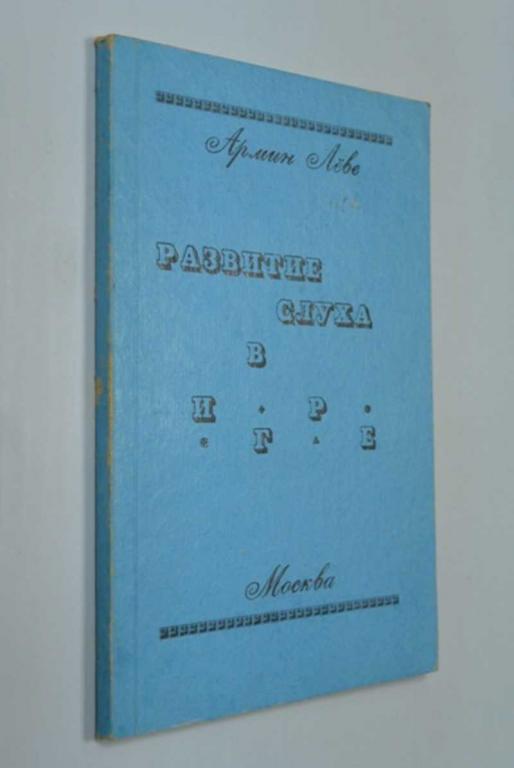 Армин Лёве
РАЗВИТИЕ
СЛУХА
В
И Р
Г Е
Москва